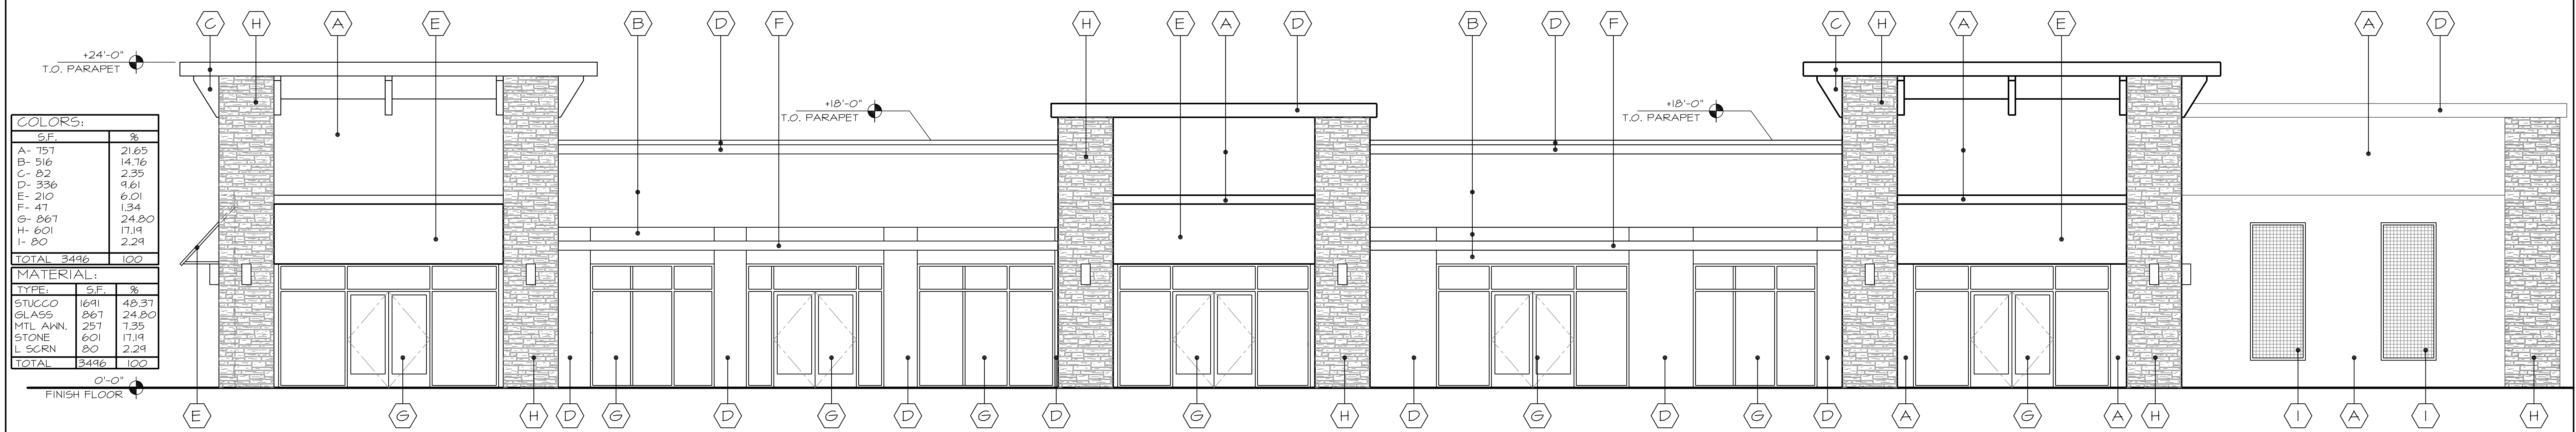 C H A E B D F H E A D B D F C H A A E A D
+24'-0"
T.O. PARAPET
+18'-0"
T.O. PARAPET
+18'-0"
T.O. PARAPET
COLORS:
S.F. %
A- 757 21.65
B- 516 14.76
C- 82 2.35
D- 336 9.61
E- 210 6.01
F- 47 1.34
G- 867 24.80
H- 601 17.19
I- 80 2.29
TOTAL 3496 100
MATERIAL:
TYPE: S.F. %
STUCCO 1691 48.37
GLASS 867 24.80
MTL AWN. 257 7.35
STONE 601 17.19
L SCRN 80 2.29
TOTAL 3496 100
0'-0"
FINISH FLOOR
E G H D G D G D G D G H D G D G D A G A H I A I H